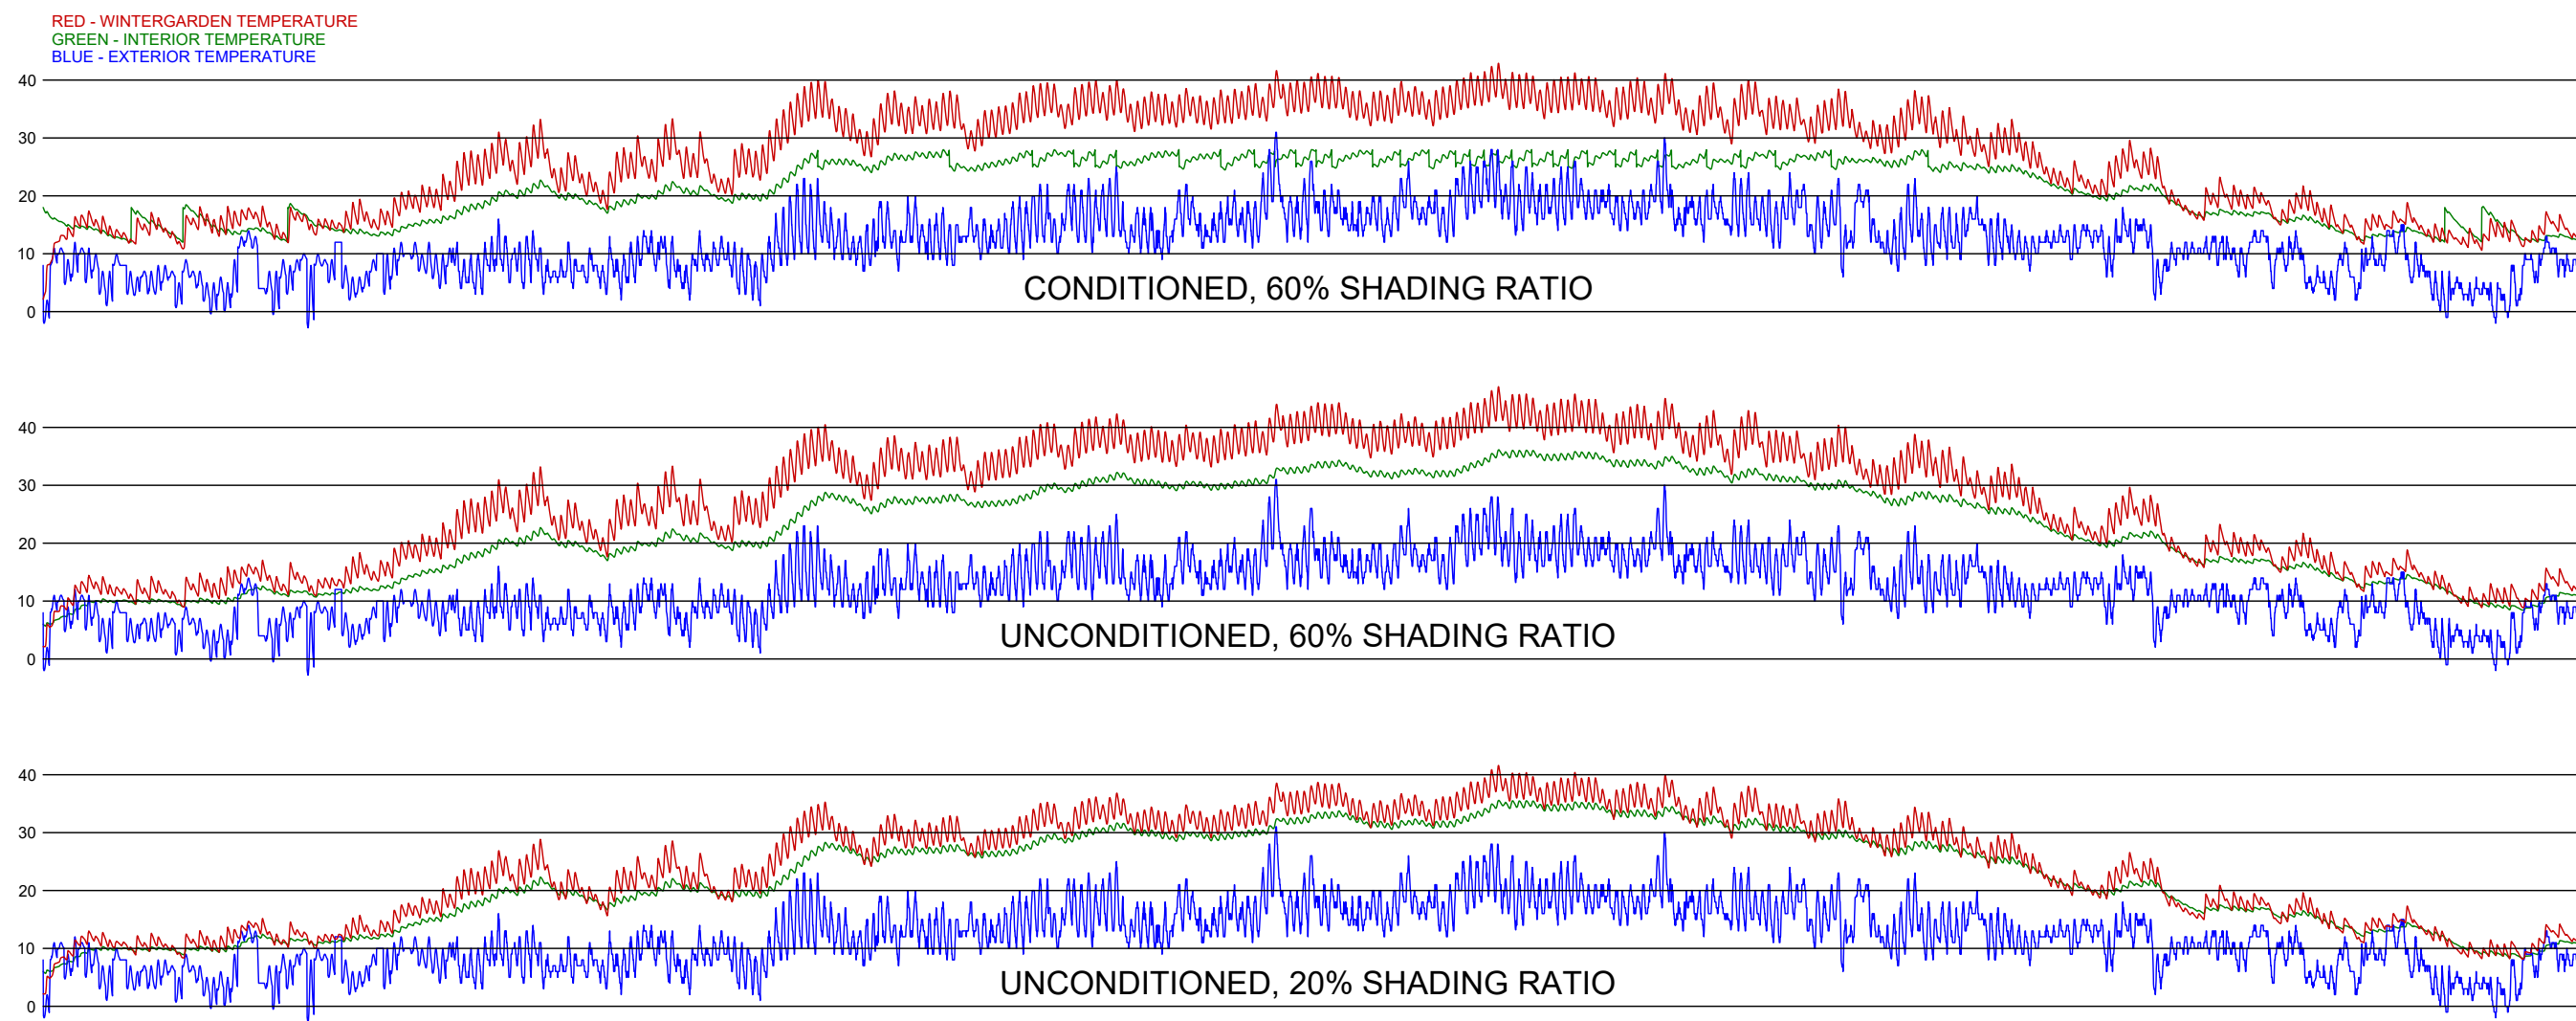 RED - WINTERGARDEN TEMPERATURE
GREEN - INTERIOR TEMPERATURE
BLUE - EXTERIOR TEMPERATURE
40
30
20
10
0
CONDITIONED, 60% SHADING RATIO
40
30
20
10
0
UNCONDITIONED, 60% SHADING RATIO
40
30
20
10
0
UNCONDITIONED, 20% SHADING RATIO